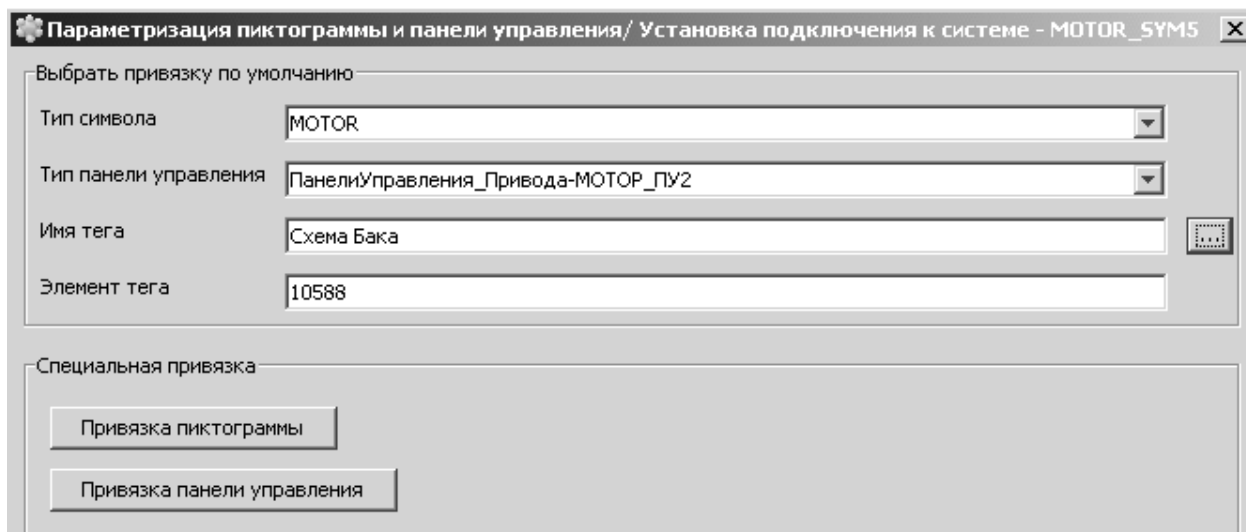 Параметризация пиктограммы и панели управления/ Установка подключения к системе - MOTOR_SYM5
Выбрать привязку по умолчанию
Тип символа
MOTOR
Тип панели управления
ПанелиУправления_Привода-МОТОР_ПУ2
Имя тега
Схема Бака
...
Элемент тега
10588
Специальная привязка
Привязка пиктограммы
Привязка панели управления